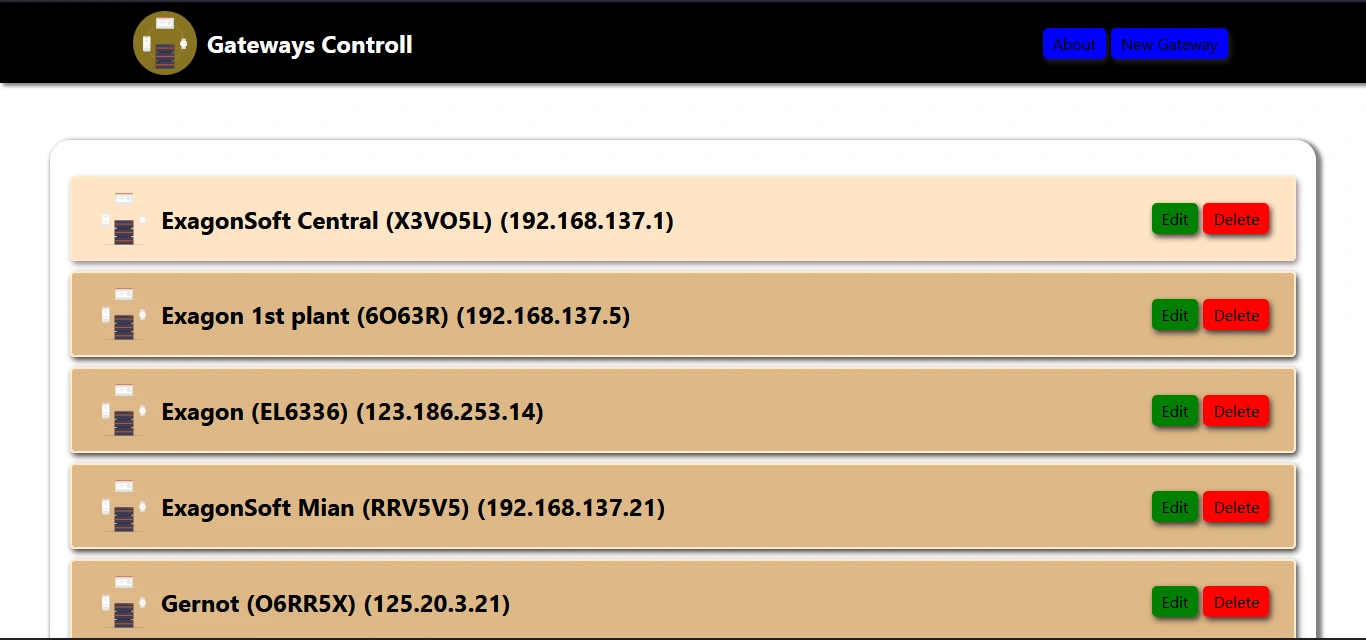 Gateways Controll
About New Gateway
ExagonSoft Central (X3VO5L) (192.168.137.1)
Edit Delete
Exagon 1st plant (6O63R) (192.168.137.5)
Edit Delete
Exagon (EL6336) (123.186.253.14)
Edit Delete
ExagonSoft Mian (RRV5V5) (192.168.137.21)
Edit Delete
Gernot (O6RR5X) (125.20.3.21)
Edit Delete